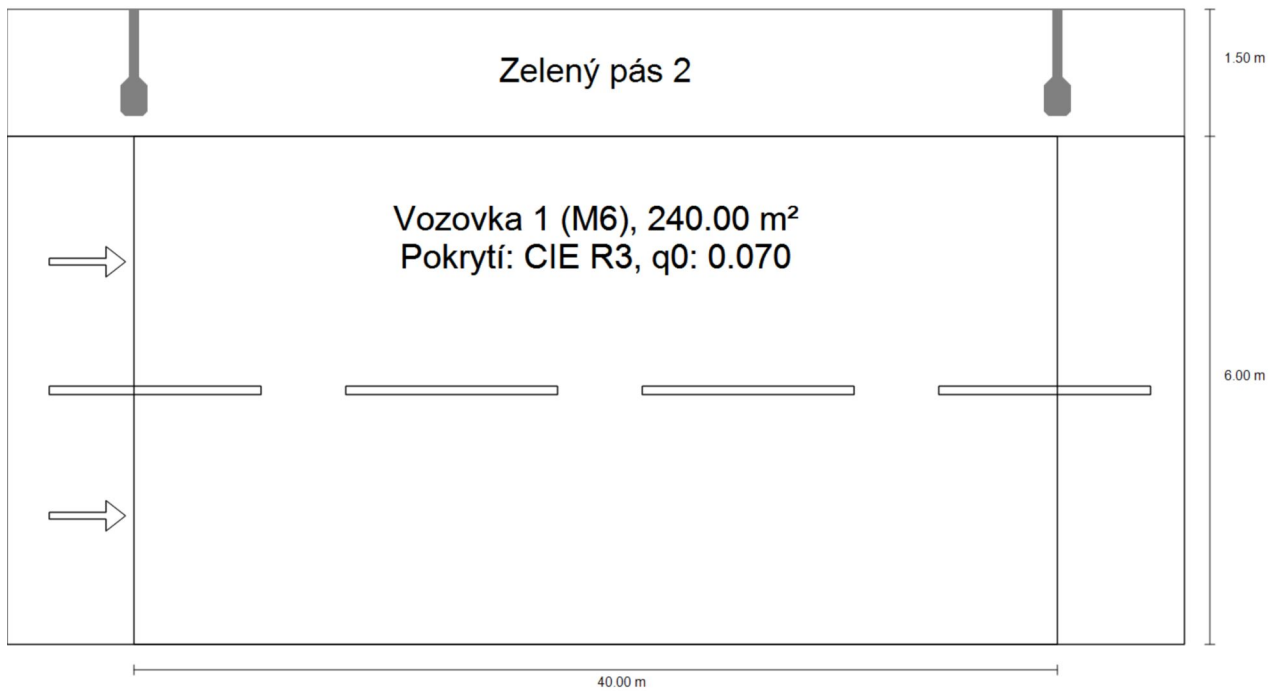 Zelený pás 2
1.50 m
Vozovka 1 (M6), 240.00 m²
Pokrytí: CIE R3, q0: 0.070
6.00 m
40.00 m